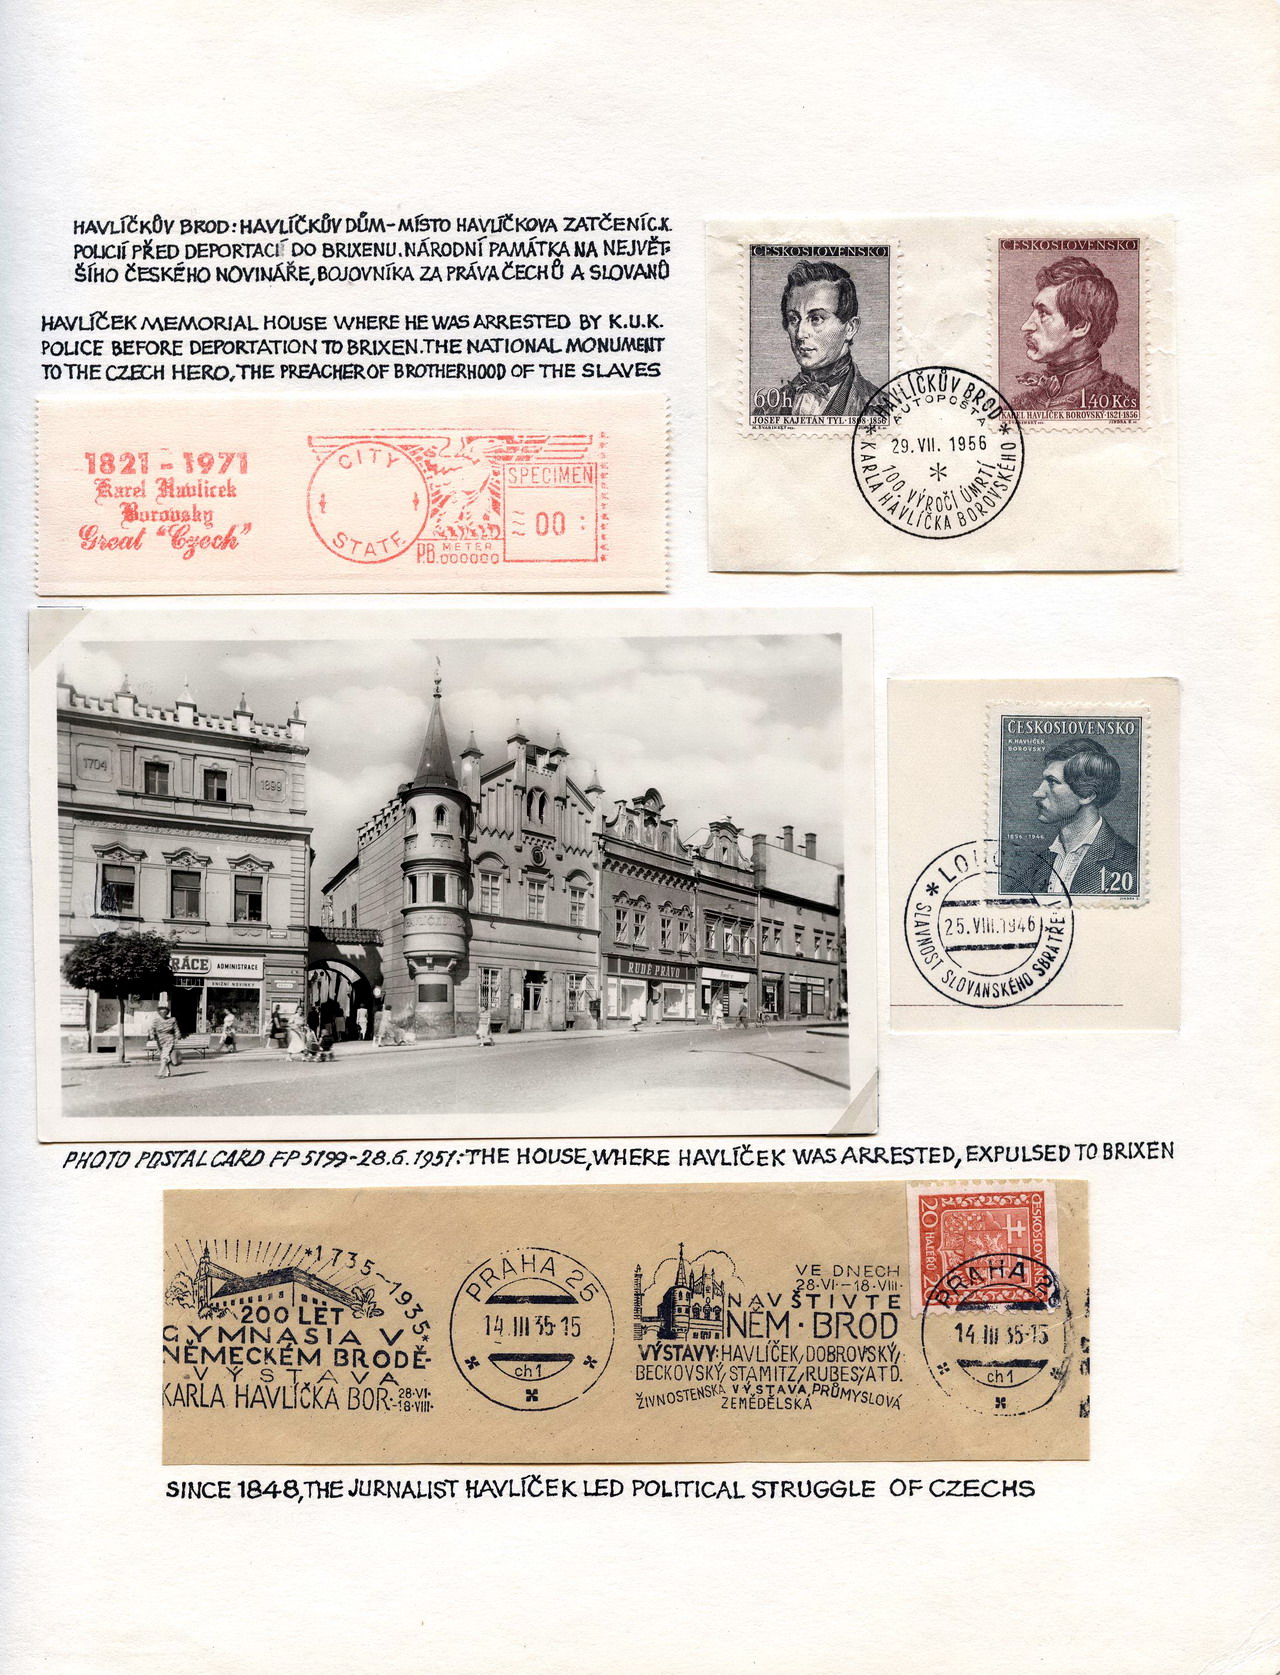 HAVLÍČKŮV BROD: HAVLÍČKŮV DŮM - MÍSTO HAVLÍČKOVA ZATČENÍ C.K.
POLICIÍ PŘED DEPORTACÍ DO BRIXENU. NÁRODNÍ PAMÁTKA NA NEJVĚT-
ŠÍHO ČESKÉHO NOVINÁŘE, BOJOVNÍKA ZA PRÁVA ČECHŮ A SLOVANŮ
HAVLÍČEK MEMORIAL HOUSE WHERE HE WAS ARRESTED BY K.U.K.
POLICE BEFORE DEPORTATION TO BRIXEN. THE NATIONAL MONUMENT
TO THE CZECH HERO, THE PREACHER OF BROTHERHOOD OF THE SLAVES
1821 - 1971
Karel Havlicek
Borovsky
Great "Czech"
CITY
STATE
SPECIMEN
00
P.B. METER
000000
ČESKOSLOVENSKO
60h
JOSEF KAJETÁN TYL · 1808-1856
ČESKOSLOVENSKO
1,40 Kčs
KAREL HAVLÍČEK BOROVSKÝ · 1821-1856
HAVLÍČKŮV BROD
AUTOPOŠTA
29. VII. 1956
100. VÝROČÍ ÚMRTÍ
KARLA HAVLÍČKA BOROVSKÉHO
1704
1899
RÁCE ADMINISTRACE
KNIŽNÍ NOVINKY
RUDÉ PRÁVO
ČESKOSLOVENSKO
K. HAVLÍČEK
BOROVSKÝ
1856-1946
1,20
25. VIII. 1946
SLAVNOST SLOVANSKÉHO SBRATŘENÍ
PHOTO POSTAL CARD FP 5199-28.6. 1951: THE HOUSE, WHERE HAVLÍČEK WAS ARRESTED, EXPULSED TO BRIXEN
*1735-1935*
200 LET
GYMNASIA V
NĚMECKÉM BRODĚ-
VÝSTAVA
KARLA HAVLÍČKA BOR. 28·VI·-18·VIII·
PRAHA 25
14. III 35-15
ch1
VE DNECH
28·VI·-18·VIII·
NAVŠTIVTE
NĚM · BROD
VÝSTAVY: HAVLÍČEK, DOBROVSKÝ,
BECKOVSKÝ, STAMITZ, RUBEŠ, ATD.
ŽIVNOSTENSKÁ VÝSTAVA, PRŮMYSLOVÁ
ZEMĚDĚLSKÁ
ČESKOSLOVENSKO
20 HALÉŘŮ 20
PRAHA 25
14. III 35-15
ch1
SINCE 1848, THE JURNALIST HAVLÍČEK LED POLITICAL STRUGGLE OF CZECHS